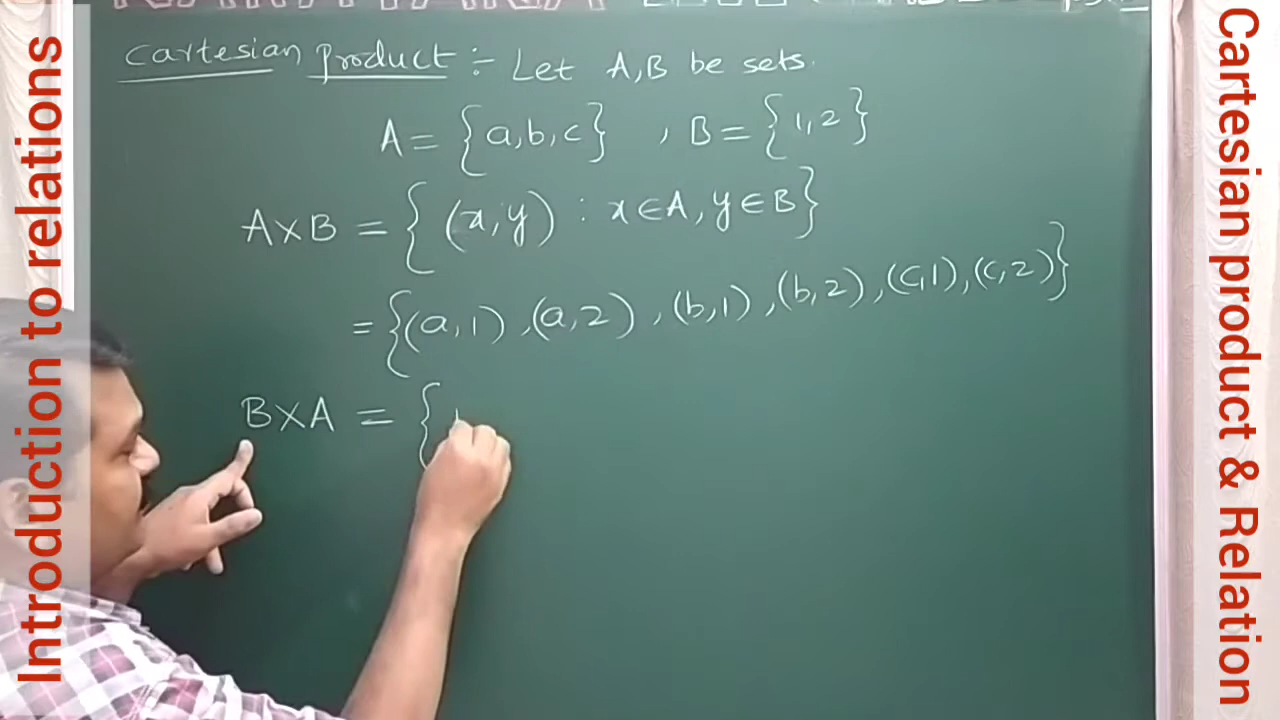 Introduction to relations
Cartesian product :- Let A,B be sets.
A = {a,b,c} , B = {1,2}
A×B = { (x,y) : x∈A, y∈B}
= {(a,1) ,(a,2) , (b,1) ,(b,2) ,(c,1) ,(c,2)}
B×A = {
Cartesian product & Relation